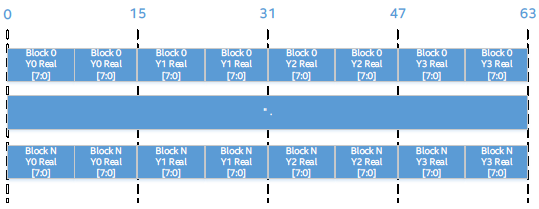 0 15 31 47 63
Block 0 Block 0 Block 0 Block 0 Block 0 Block 0 Block 0 Block 0
Y0 Real Y0 Real Y1 Real Y1 Real Y2 Real Y2 Real Y3 Real Y3 Real
[7:0] [7:0] [7:0] [7:0] [7:0] [7:0] [7:0] [7:0]
Block N Block N Block N Block N Block N Block N Block N Block N
Y0 Real Y0 Real Y1 Real Y1 Real Y2 Real Y2 Real Y3 Real Y3 Real
[7:0] [7:0] [7:0] [7:0] [7:0] [7:0] [7:0] [7:0]